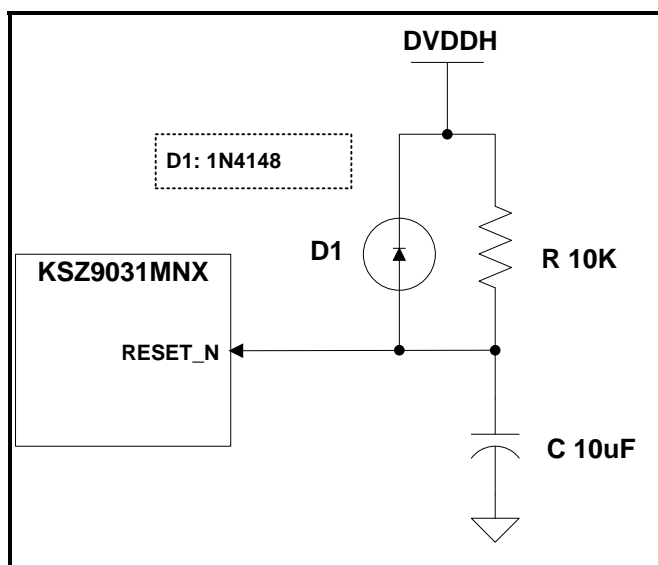 DVDDH
D1: 1N4148
D1
R 10K
KSZ9031MNX
RESET_N
C 10uF